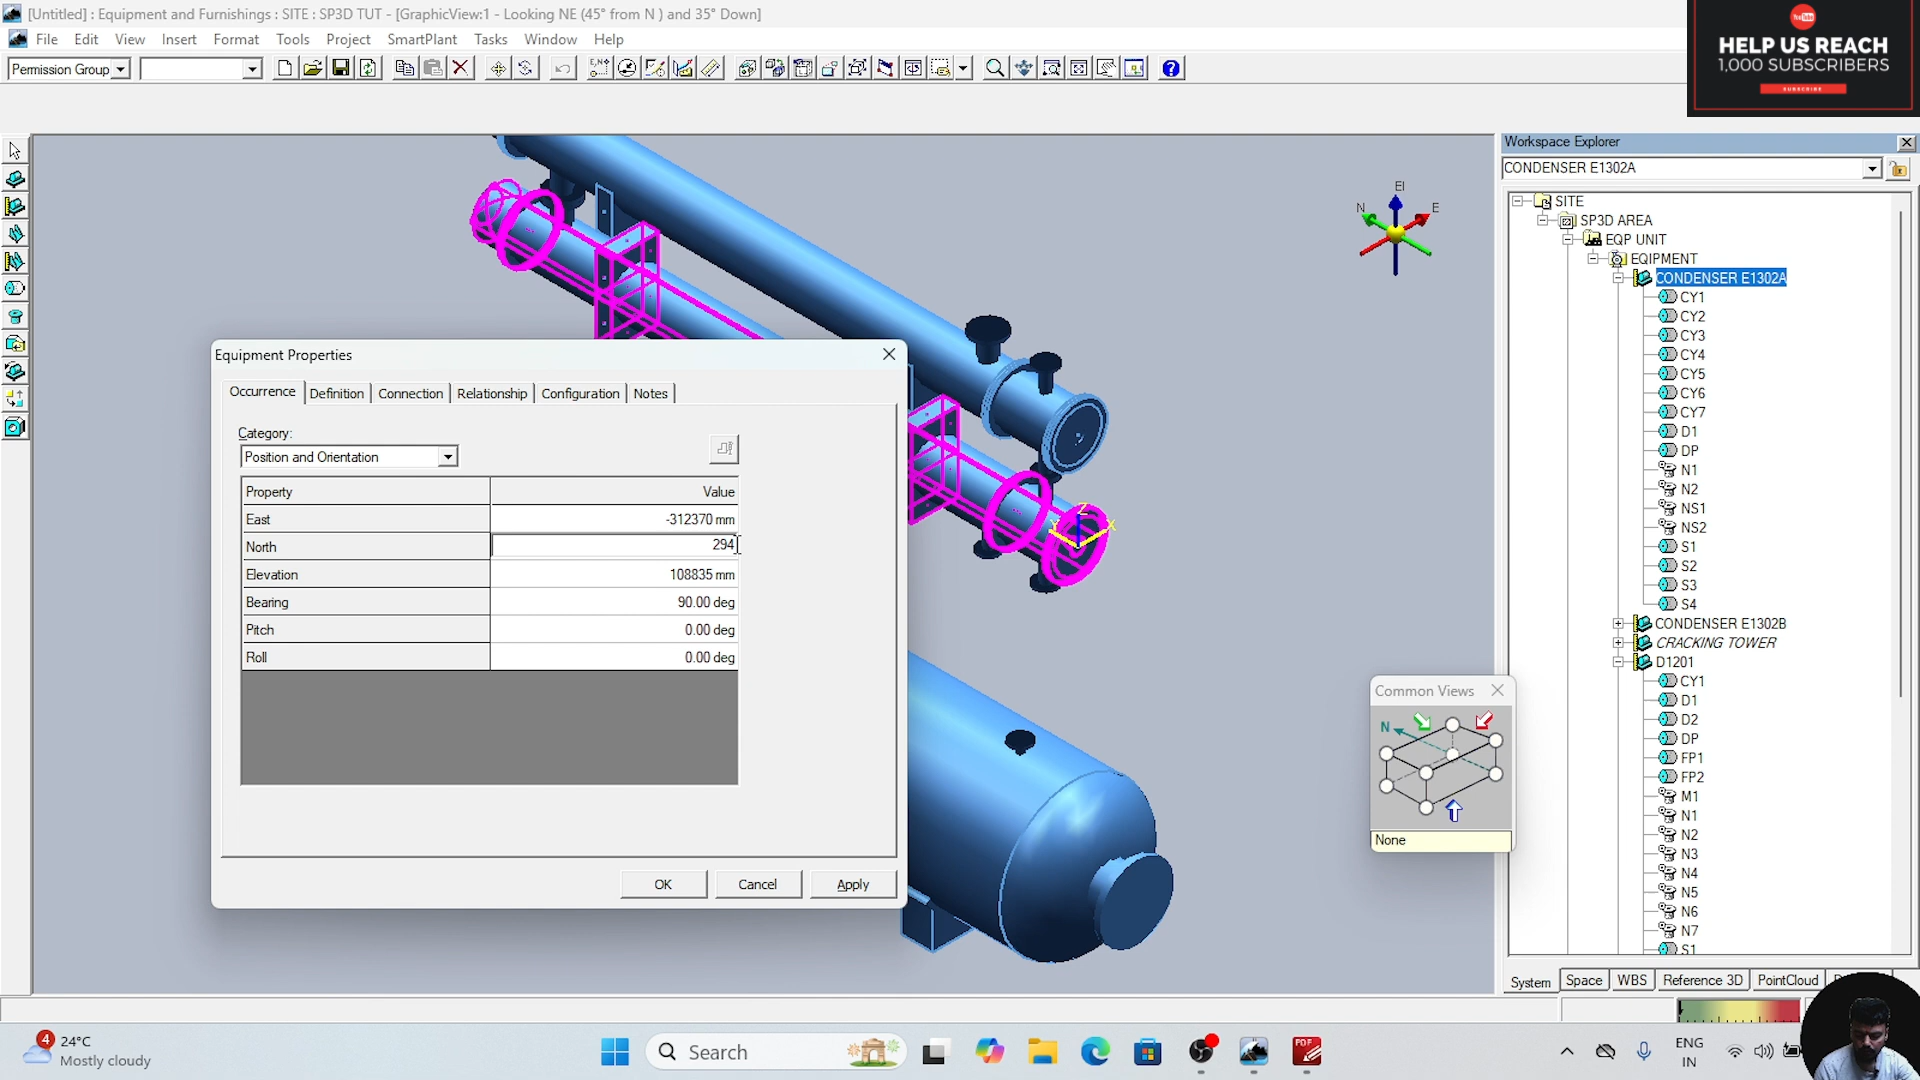 [Untitled] : Equipment and Furnishings : SITE : SP3D TUT - [GraphicView:1 - Looking NE (45° from N ) and 35° Down]
File Edit View Insert Format Tools Project SmartPlant Tasks Window Help
Permission Group
YouTube
HELP US REACH
1,000 SUBSCRIBERS
SUBSCRIBE
El
N
E
Workspace Explorer
CONDENSER E1302A
SITE
SP3D AREA
EQP UNIT
EQIPMENT
CONDENSER E1302A
CY1
CY2
CY3
CY4
CY5
CY6
CY7
D1
DP
N1
N2
NS1
NS2
S1
S2
S3
S4
CONDENSER E1302B
CRACKING TOWER
D1201
CY1
D1
D2
DP
FP1
FP2
M1
N1
N2
N3
N4
N5
N6
N7
S1
System Space WBS Reference 3D PointCloud
Equipment Properties
Occurrence Definition Connection Relationship Configuration Notes
Category:
Position and Orientation
Property Value
East -312370 mm
North 294
Elevation 108835 mm
Bearing 90.00 deg
Pitch 0.00 deg
Roll 0.00 deg
OK Cancel Apply
Z
Y
X
Common Views
N
None
4
24°C
Mostly cloudy
Search
PDF
ENG
IN